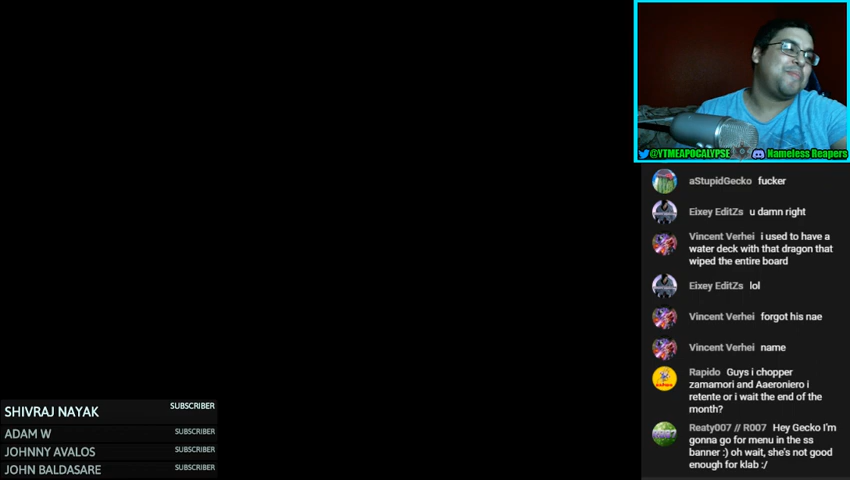 @YTMEAPOCALYPSE Nameless Reapers
aStupidGecko fucker
Eixey EditZs u damn right
Vincent Verhei i used to have a
water deck with that dragon that
wiped the entire board
Eixey EditZs lol
Vincent Verhei forgot his nae
Vincent Verhei name
Rapido Guys i chopper
zamamori and Aaeroniero i
retente or i wait the end of the
month?
Reaty007 // R007 Hey Gecko I'm
gonna go for menu in the ss
banner :) oh wait, she's not good
enough for klab :/
SHIVRAJ NAYAK SUBSCRIBER
ADAM W SUBSCRIBER
JOHNNY AVALOS SUBSCRIBER
JOHN BALDASARE SUBSCRIBER